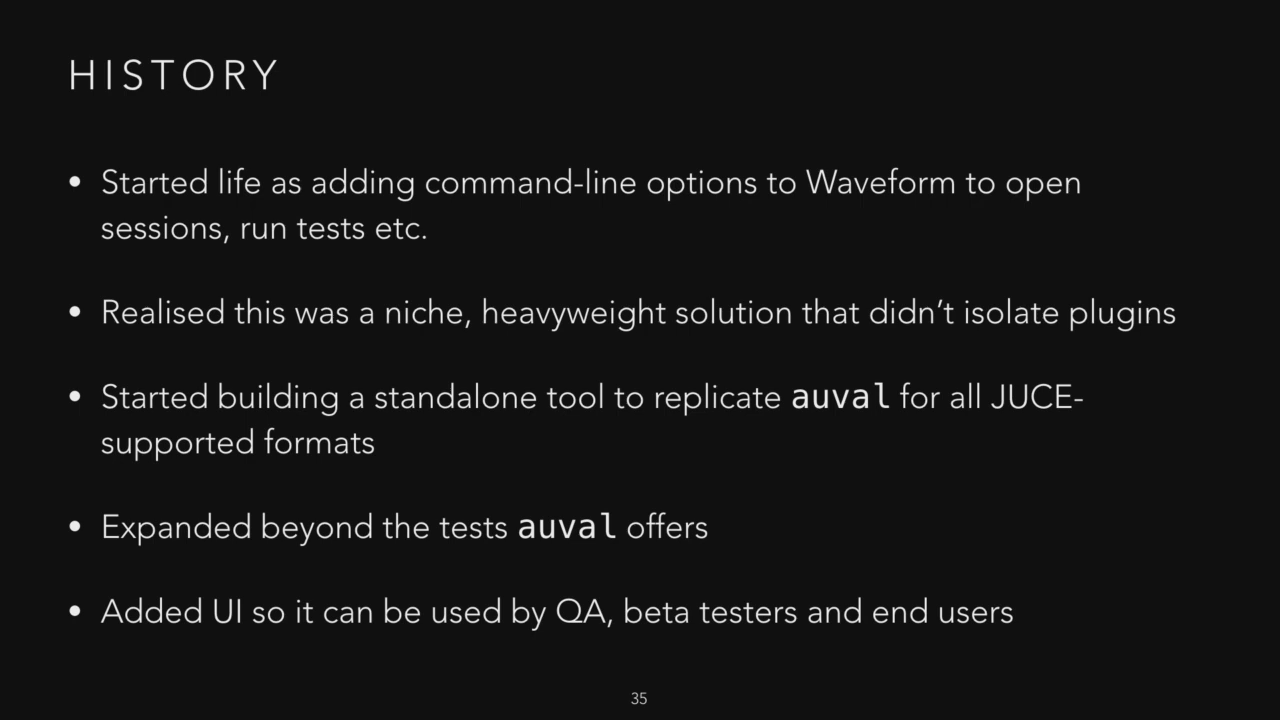 HISTORY
• Started life as adding command-line options to Waveform to open
sessions, run tests etc.
• Realised this was a niche, heavyweight solution that didn’t isolate plugins
• Started building a standalone tool to replicate auval for all JUCE-
supported formats
• Expanded beyond the tests auval offers
• Added UI so it can be used by QA, beta testers and end users
35